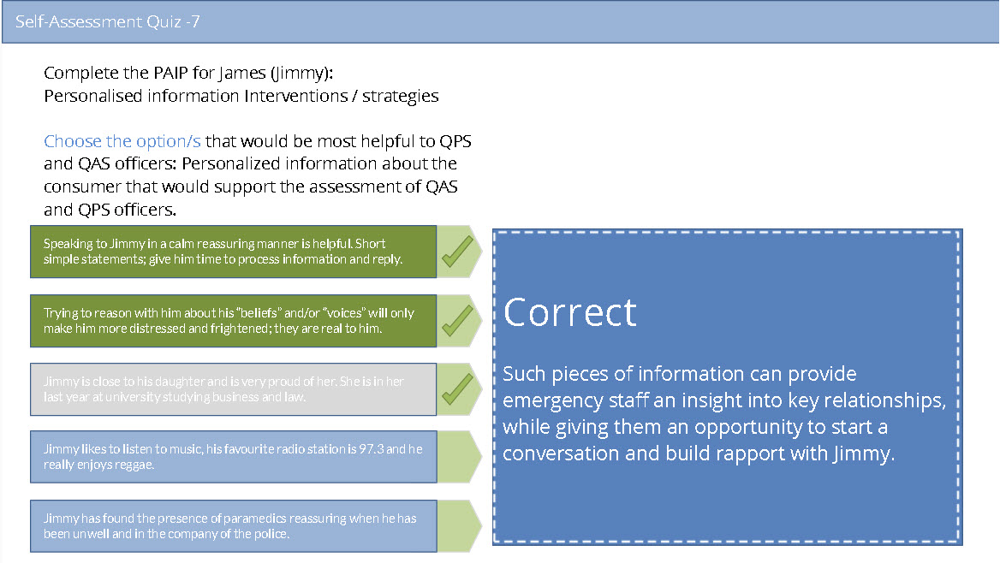 Self-Assessment Quiz -7
Complete the PAIP for James (Jimmy):
Personalised information Interventions / strategies
Choose the option/s that would be most helpful to QPS
and QAS officers: Personalized information about the
consumer that would support the assessment of QAS
and QPS officers.
Speaking to Jimmy in a calm reassuring manner is helpful. Short
simple statements; give him time to process information and reply.
Trying to reason with him about his “beliefs” and/or “voices” will only
make him more distressed and frightened; they are real to him.
Jimmy is close to his daughter and is very proud of her. She is in her
last year at university studying business and law.
Jimmy likes to listen to music, his favourite radio station is 97.3 and he
really enjoys reggae.
Jimmy has found the presence of paramedics reassuring when he has
been unwell and in the company of the police.
Correct
Such pieces of information can provide
emergency staff an insight into key relationships,
while giving them an opportunity to start a
conversation and build rapport with Jimmy.